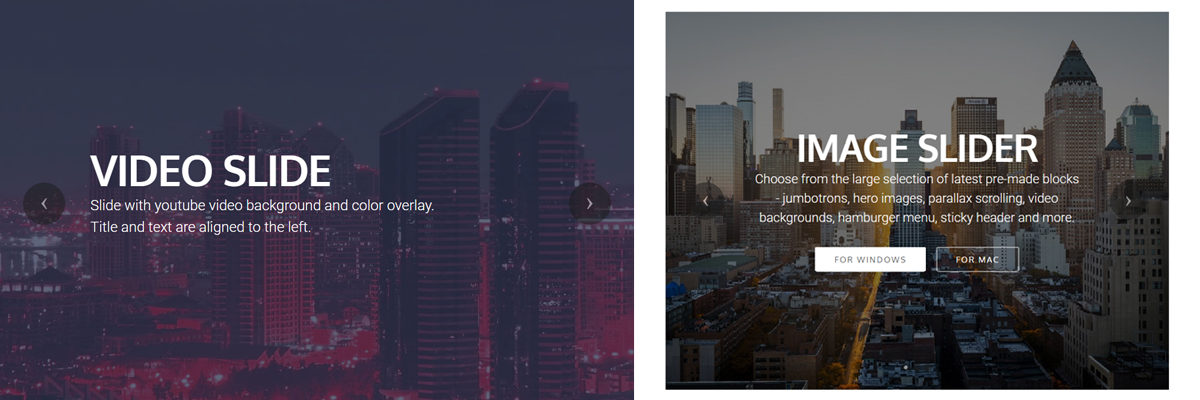 VIDEO SLIDE
Slide with youtube video background and color overlay.
Title and text are aligned to the left.
IMAGE SLIDER
Choose from the large selection of latest pre-made blocks
- jumbotrons, hero images, parallax scrolling, video
backgrounds, hamburger menu, sticky header and more.
FOR WINDOWS
FOR MAC